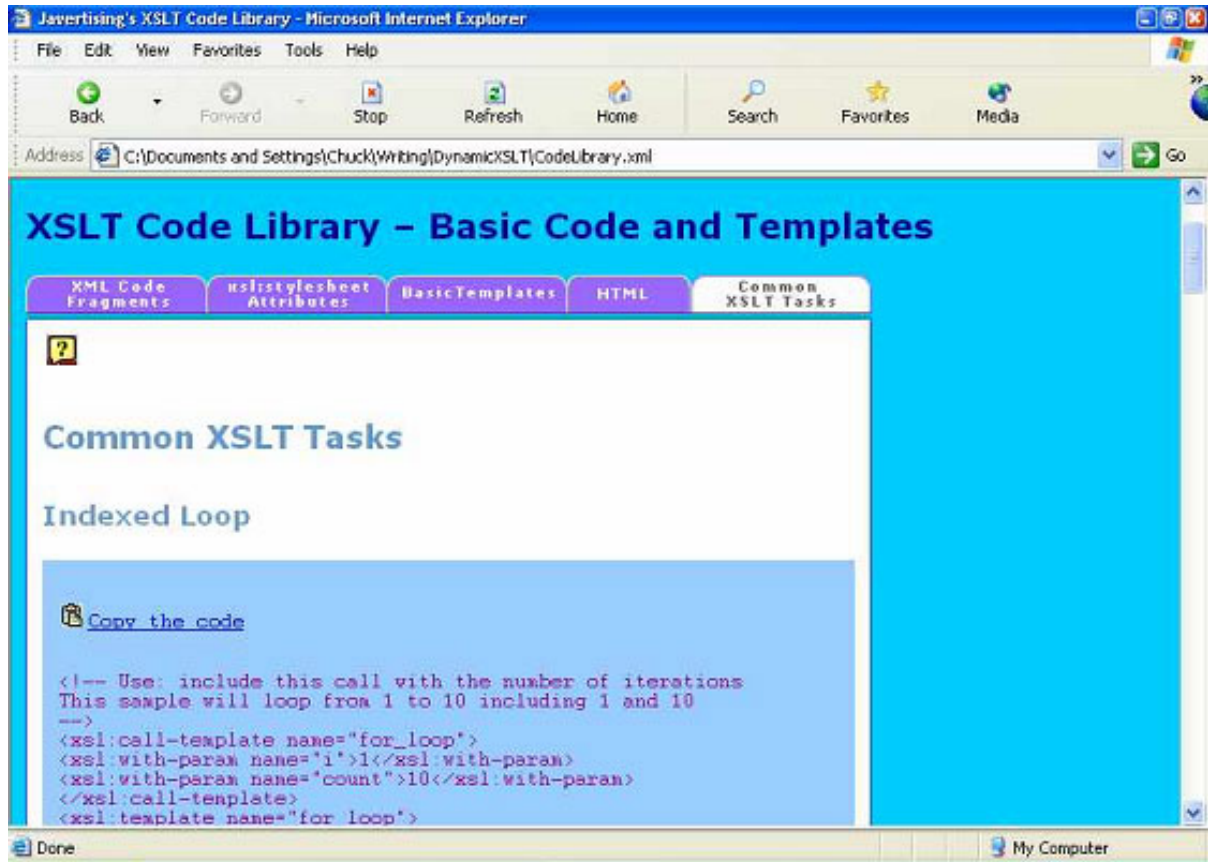 Javertising's XSLT Code Library - Microsoft Internet Explorer
File Edit View Favorites Tools Help
Back Forward Stop Refresh Home Search Favorites Media »
Address C:\Documents and Settings\Chuck\Writing\DynamicXSLT\CodeLibrary.xml Go
XSLT Code Library – Basic Code and Templates
XML Code Fragments
xsl:stylesheet Attributes
BasicTemplates
HTML
Common XSLT Tasks
?
Common XSLT Tasks
Indexed Loop
Copy the code
<!-- Use: include this call with the number of iterations
This sample will loop from 1 to 10 including 1 and 10
-->
<xsl:call-template name="for_loop">
<xsl:with-param name="i">1</xsl:with-param>
<xsl:with-param name="count">10</xsl:with-param>
</xsl:call-template>
<xsl:template name="for_loop">
Done My Computer